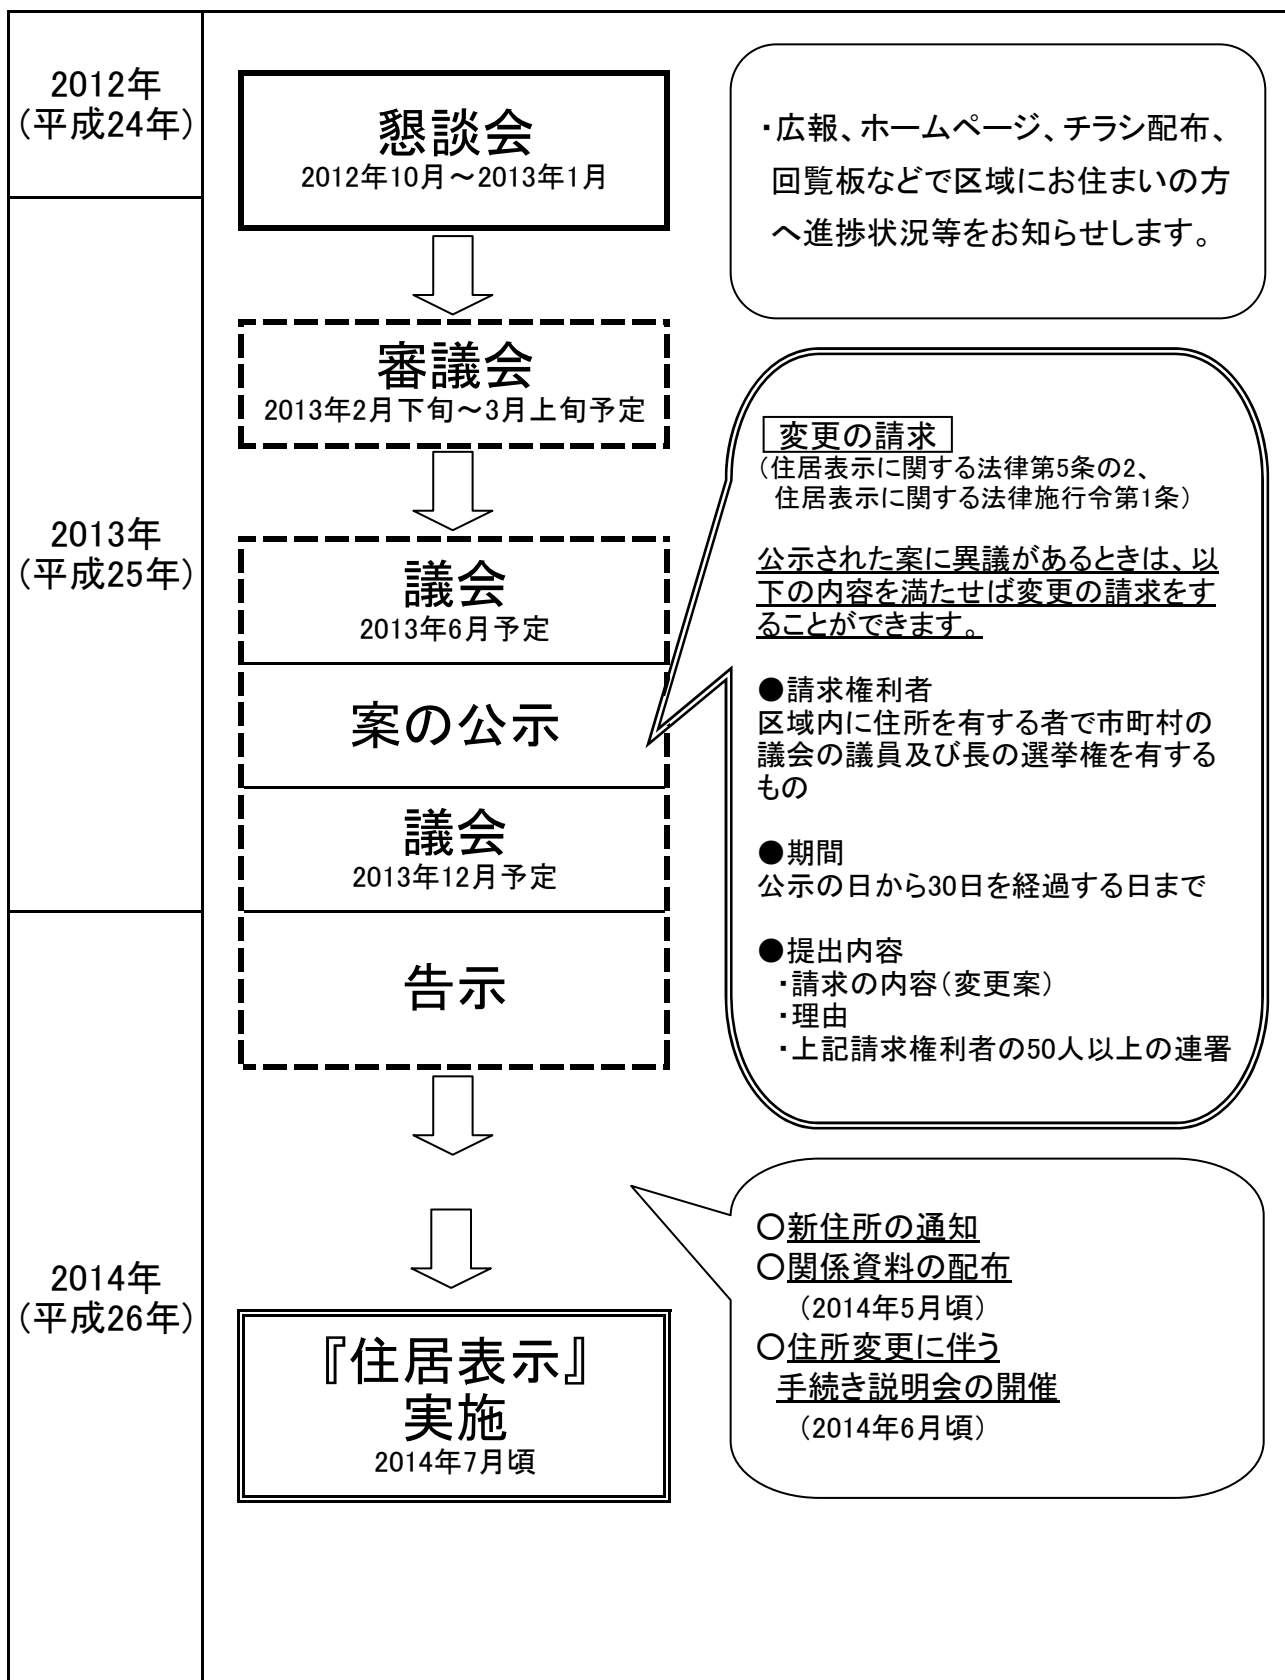 2012年
(平成24年)
懇談会
2012年10月～2013年1月
・広報、ホームページ、チラシ配布、
回覧板などで区域にお住まいの方
へ進捗状況等をお知らせします。
2013年
(平成25年)
審議会
2013年2月下旬～3月上旬予定
議会
2013年6月予定
案の公示
議会
2013年12月予定
変更の請求
(住居表示に関する法律第5条の2、
住居表示に関する法律施行令第1条)
公示された案に異議があるときは、以
下の内容を満たせば変更の請求をす
ることができます。
●請求権利者
区域内に住所を有する者で市町村の
議会の議員及び長の選挙権を有する
もの
●期間
公示の日から30日を経過する日まで
●提出内容
・請求の内容(変更案)
・理由
・上記請求権利者の50人以上の連署
2014年
(平成26年)
告示
○新住所の通知
○関係資料の配布
(2014年5月頃)
○住所変更に伴う
手続き説明会の開催
(2014年6月頃)
『住居表示』
実施
2014年7月頃